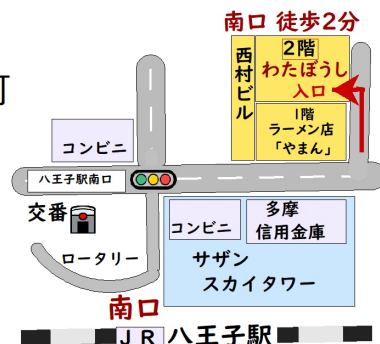 南口 徒歩2分
町
西村ビル
2階
わたぼうし
入口
1階
ラーメン店
「やまん」
コンビニ
八王子駅南口
交番
ロータリー
コンビニ
多摩
信用金庫
サザン
スカイタワー
南口
JR 八王子駅